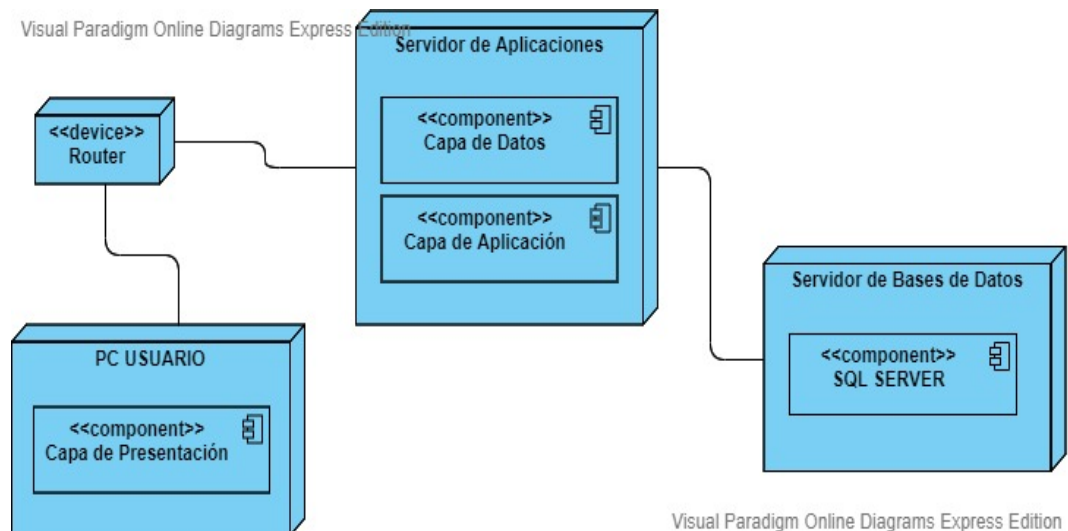 Visual Paradigm Online Diagrams Express Edition
Servidor de Aplicaciones
<<component>>
Capa de Datos
<<component>>
Capa de Aplicación
<<device>>
Router
Servidor de Bases de Datos
<<component>>
SQL SERVER
PC USUARIO
<<component>>
Capa de Presentación
Visual Paradigm Online Diagrams Express Edition